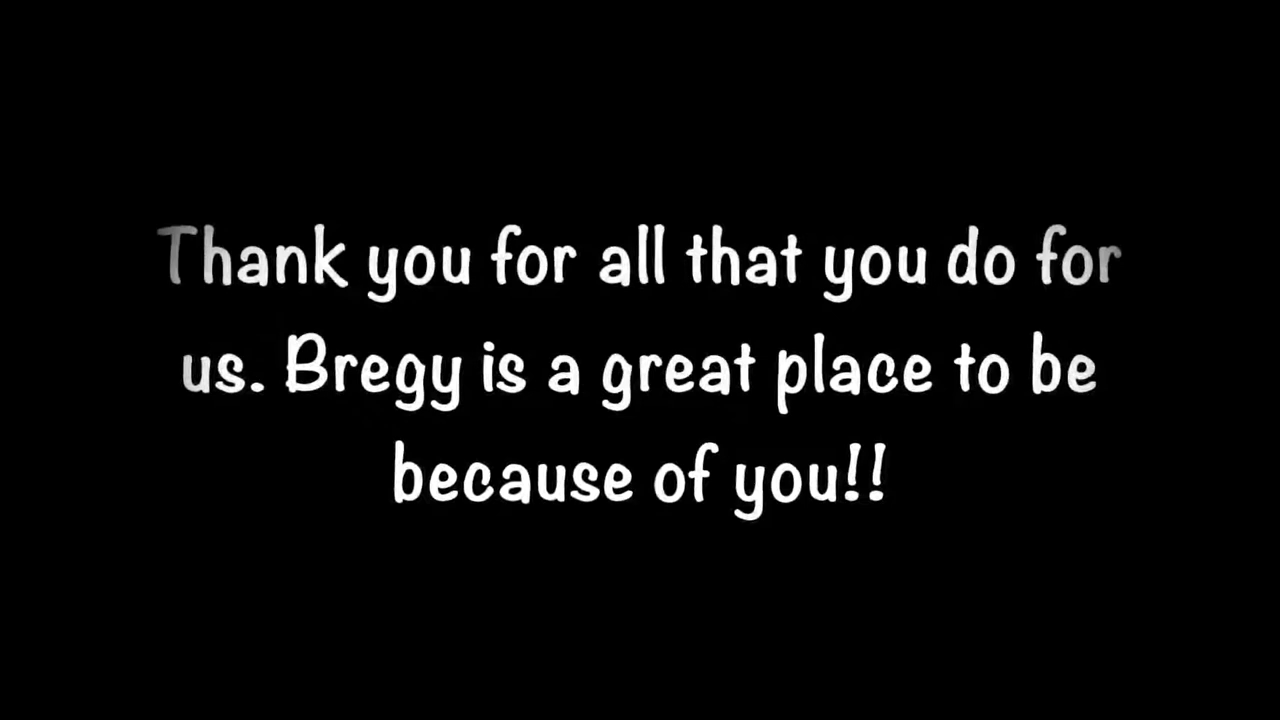 Thank you for all that you do for
us. Bregy is a great place to be
because of you!!